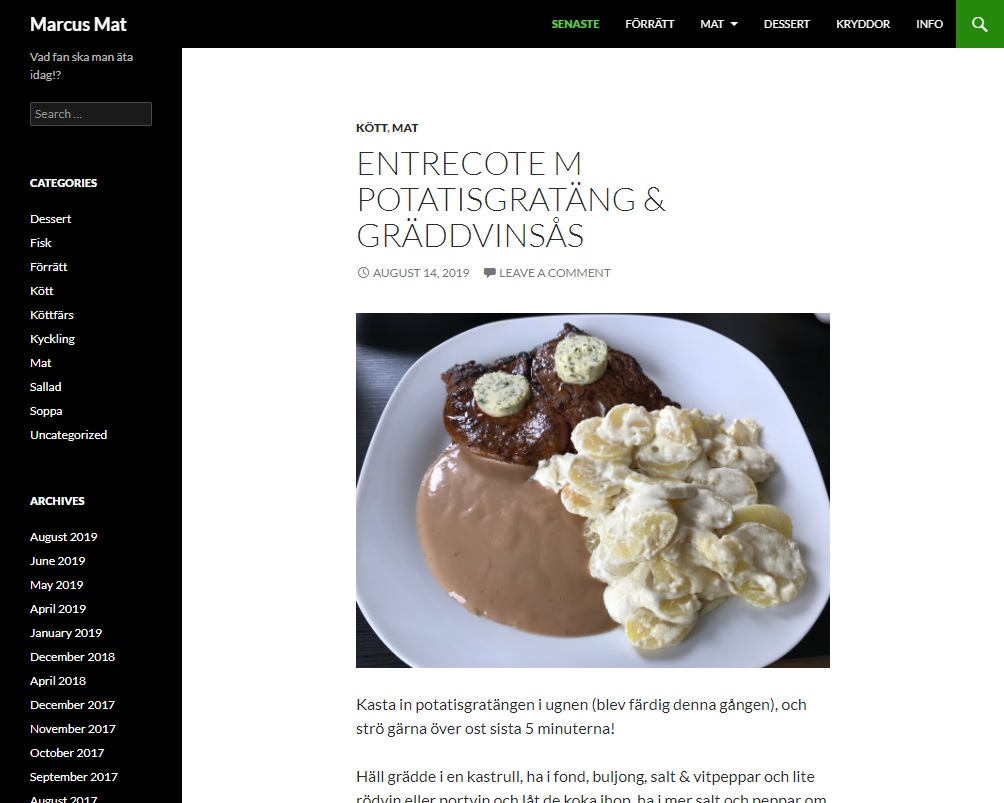 Marcus Mat
SENASTE
FÖRRÄTT
MAT
DESSERT
KRYDDOR
INFO
Vad fan ska man äta
idag!?
Search ...
CATEGORIES
Dessert
Fisk
Förrätt
Kött
Köttfärs
Kyckling
Mat
Sallad
Soppa
Uncategorized
ARCHIVES
August 2019
June 2019
May 2019
April 2019
January 2019
December 2018
April 2018
December 2017
November 2017
October 2017
September 2017
August 2017
KÖTT, MAT
ENTRECOTE M
POTATISGRATÄNG &
GRÄDDVINSÅS
AUGUST 14, 2019
LEAVE A COMMENT
Kasta in potatisgratängen i ugnen (blev färdig denna gången), och
strö gärna över ost sista 5 minuterna!
Häll grädde i en kastrull, ha i fond, buljong, salt & vitpeppar och lite
rödvin eller portvin och låt de koka ihop, ha i mer salt och peppar om